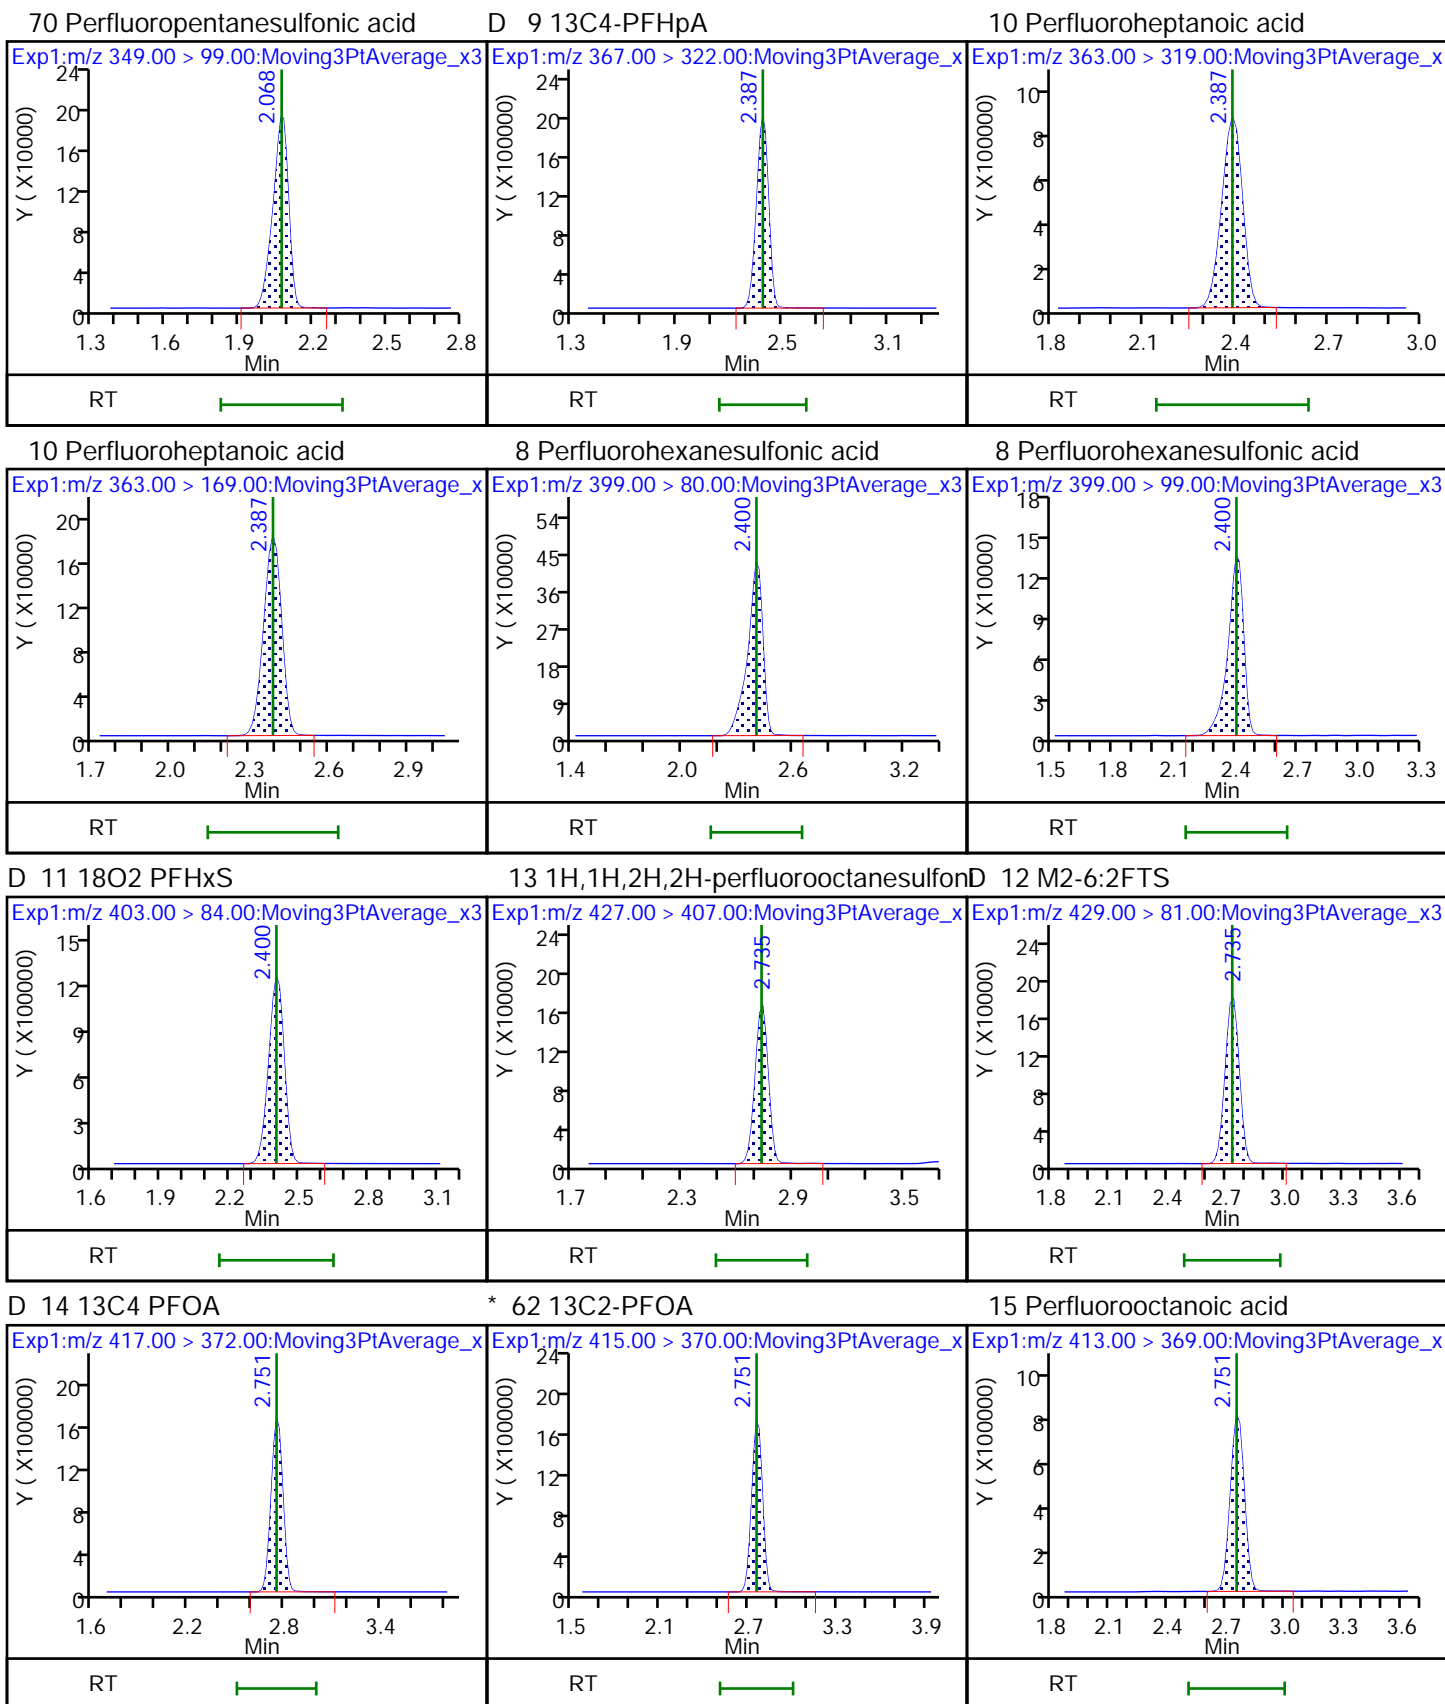 70 Perfluoropentanesulfonic acid
Exp1:m/z 349.00 > 99.00:Moving3PtAverage_x3
Y ( X10000)
24
20
16
12
8
4
0
2.068
1.3 1.6 1.9 2.2 2.5 2.8
Min
RT
D 9 13C4-PFHpA
Exp1:m/z 367.00 > 322.00:Moving3PtAverage_x
Y ( X100000)
24
20
16
12
8
4
0
2.387
1.3 1.9 2.5 3.1
Min
RT
10 Perfluoroheptanoic acid
Exp1:m/z 363.00 > 319.00:Moving3PtAverage_x
Y ( X100000)
10
8
6
4
2
0
2.387
1.8 2.1 2.4 2.7 3.0
Min
RT
10 Perfluoroheptanoic acid
Exp1:m/z 363.00 > 169.00:Moving3PtAverage_x
Y ( X10000)
20
16
12
8
4
0
2.387
1.7 2.0 2.3 2.6 2.9
Min
RT
8 Perfluorohexanesulfonic acid
Exp1:m/z 399.00 > 80.00:Moving3PtAverage_x3
Y ( X10000)
54
45
36
27
18
9
0
2.400
1.4 2.0 2.6 3.2
Min
RT
8 Perfluorohexanesulfonic acid
Exp1:m/z 399.00 > 99.00:Moving3PtAverage_x3
Y ( X10000)
18
15
12
9
6
3
0
2.400
1.5 1.8 2.1 2.4 2.7 3.0 3.3
Min
RT
D 11 18O2 PFHxS
Exp1:m/z 403.00 > 84.00:Moving3PtAverage_x3
Y ( X100000)
15
12
9
6
3
0
2.400
1.6 1.9 2.2 2.5 2.8 3.1
Min
RT
13 1H,1H,2H,2H-perfluorooctanesulfon
Exp1:m/z 427.00 > 407.00:Moving3PtAverage_x
Y ( X10000)
24
20
16
12
8
4
0
2.735
1.7 2.3 2.9 3.5
Min
RT
D 12 M2-6:2FTS
Exp1:m/z 429.00 > 81.00:Moving3PtAverage_x3
Y ( X10000)
24
20
16
12
8
4
0
2.735
1.8 2.1 2.4 2.7 3.0 3.3 3.6
Min
RT
D 14 13C4 PFOA
Exp1:m/z 417.00 > 372.00:Moving3PtAverage_x
Y ( X100000)
20
16
12
8
4
0
2.751
1.6 2.2 2.8 3.4
Min
RT
* 62 13C2-PFOA
Exp1:m/z 415.00 > 370.00:Moving3PtAverage_x
Y ( X100000)
24
20
16
12
8
4
0
2.751
1.5 2.1 2.7 3.3 3.9
Min
RT
15 Perfluorooctanoic acid
Exp1:m/z 413.00 > 369.00:Moving3PtAverage_x
Y ( X100000)
10
8
6
4
2
0
2.751
1.8 2.1 2.4 2.7 3.0 3.3 3.6
Min
RT